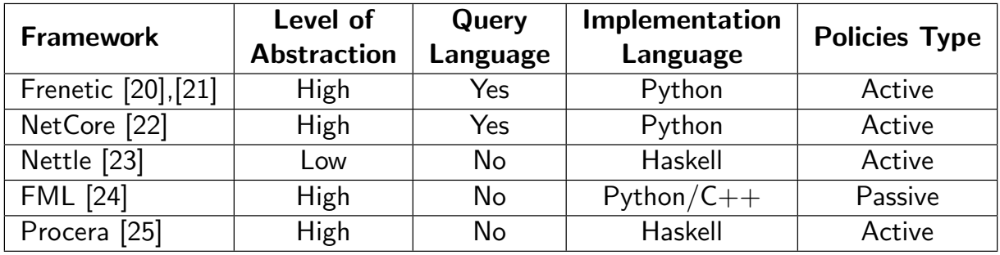 Framework Level of Abstraction Query Language Implementation Language Policies Type
Frenetic [20],[21] High Yes Python Active
NetCore [22] High Yes Python Active
Nettle [23] Low No Haskell Active
FML [24] High No Python/C++ Passive
Procera [25] High No Haskell Active